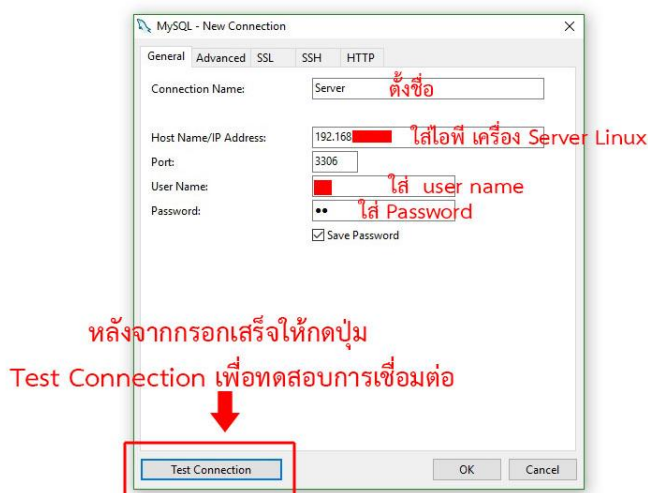 MySQL - New Connection
General Advanced SSL SSH HTTP
Connection Name: Server ตั้งชื่อ
Host Name/IP Address: 192.168 ใส่ไอพี เครื่อง Server Linux
Port: 3306
User Name: ใส่ user name
Password: •• ใส่ Password
Save Password
หลังจากกรอกเสร็จให้กดปุ่ม
Test Connection เพื่อทดสอบการเชื่อมต่อ
Test Connection OK Cancel